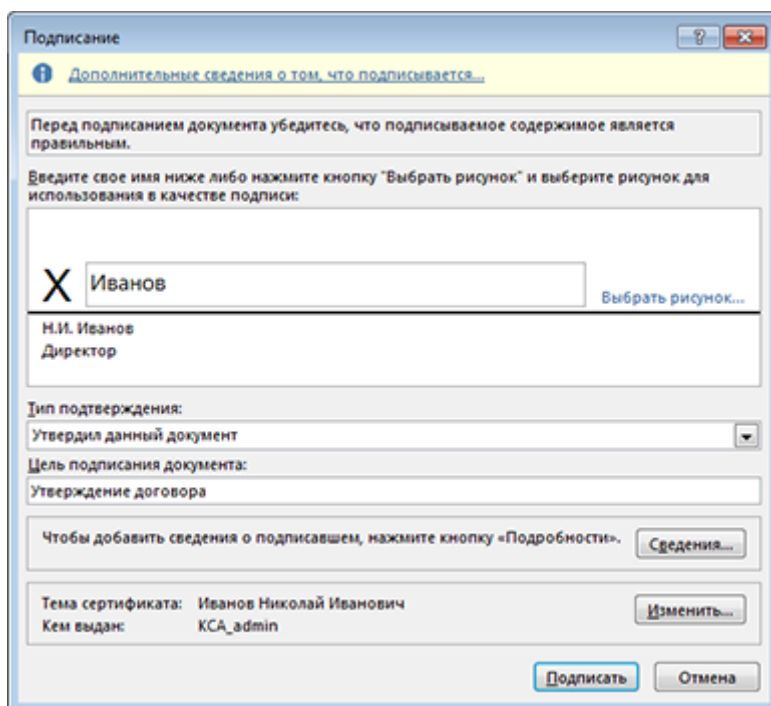 Подписание
Дополнительные сведения о том, что подписывается...
Перед подписанием документа убедитесь, что подписываемое содержимое является
правильным.
Введите свое имя ниже либо нажмите кнопку "Выбрать рисунок" и выберите рисунок для
использования в качестве подписи:
X Иванов
Выбрать рисунок...
Н.И. Иванов
Директор
Тип подтверждения:
Утвердил данный документ
Цель подписания документа:
Утверждение договора
Чтобы добавить сведения о подписавшем, нажмите кнопку «Подробности». Сведения...
Тема сертификата: Иванов Николай Иванович Изменить...
Кем выдан: KCA_admin
Подписать Отмена